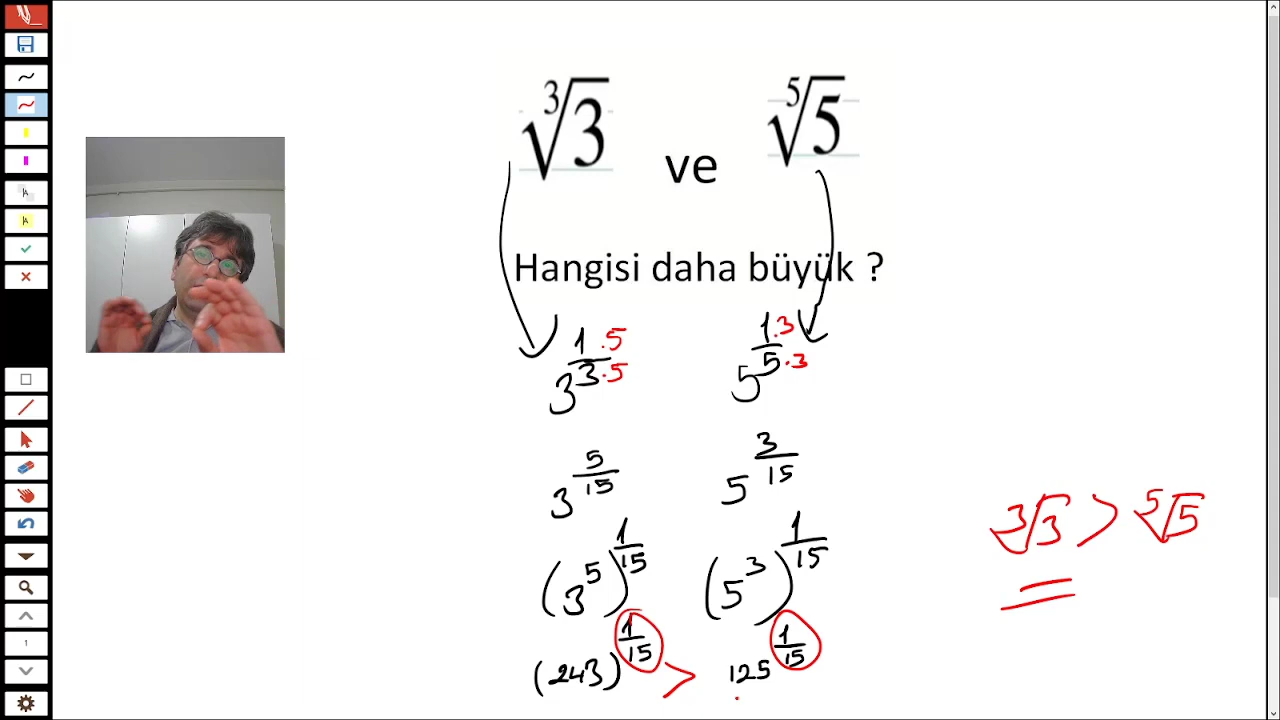 ∛3 ve ⁵√5
Hangisi daha büyük ?
3^(1·5/3·5) 5^(1·3/5·3)
3^(5/15) 5^(3/15)
∛3 > ⁵√5
(3^5)^(1/15) (5^3)^(1/15)
(243)^(1/15) > 125^(1/15)
1